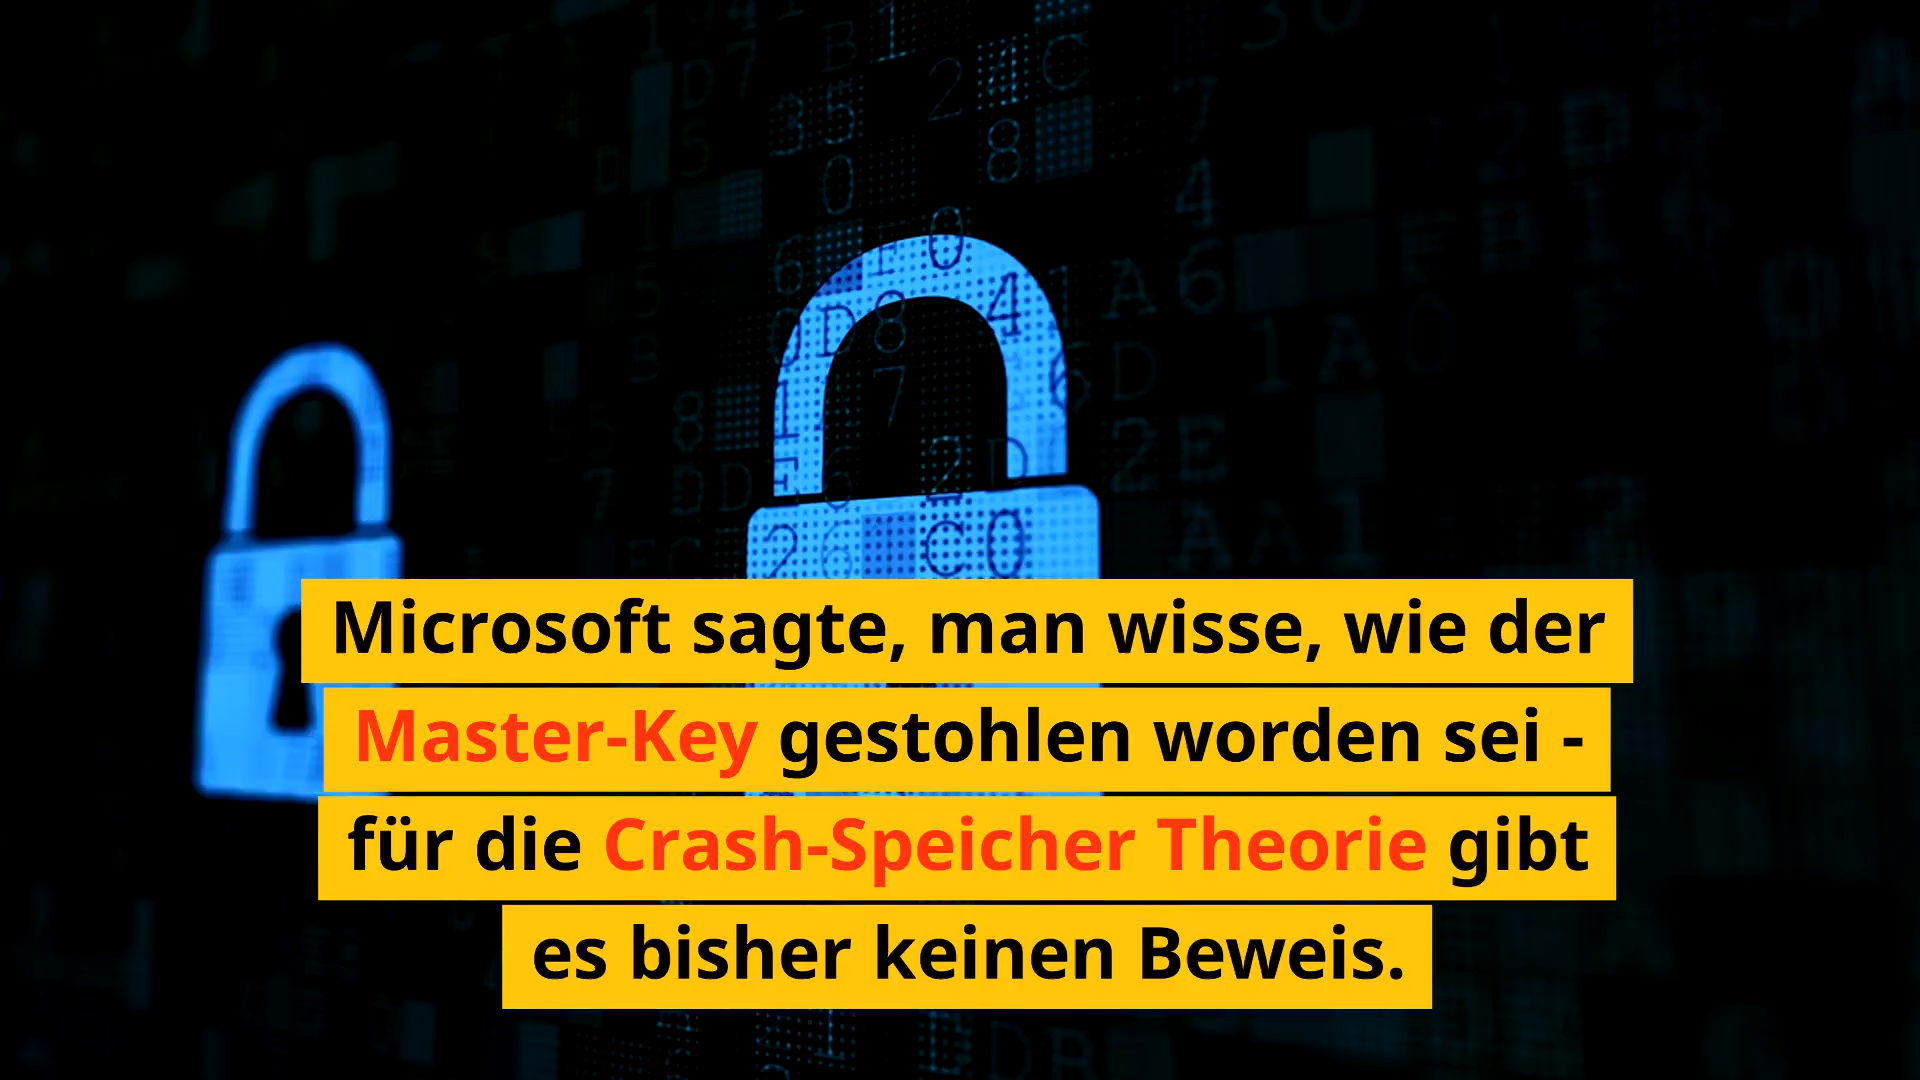 Microsoft sagte, man wisse, wie der
Master-Key gestohlen worden sei -
für die Crash-Speicher Theorie gibt
es bisher keinen Beweis.